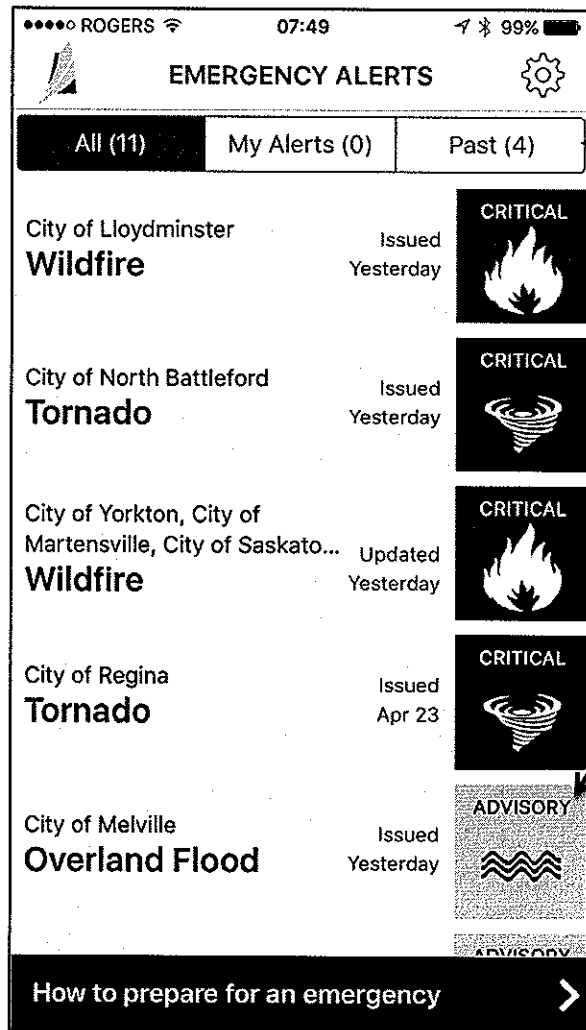 ROGERS 07:49 99%
EMERGENCY ALERTS
All (11) My Alerts (0) Past (4)
CRITICAL
City of Lloydminster
Wildfire
Issued
Yesterday
CRITICAL
City of North Battleford
Tornado
Issued
Yesterday
CRITICAL
City of Yorkton, City of
Martensville, City of Saskato...
Wildfire
Updated
Yesterday
CRITICAL
City of Regina
Tornado
Issued
Apr 23
ADVISORY
City of Melville
Overland Flood
Issued
Yesterday
ADVISORY
How to prepare for an emergency